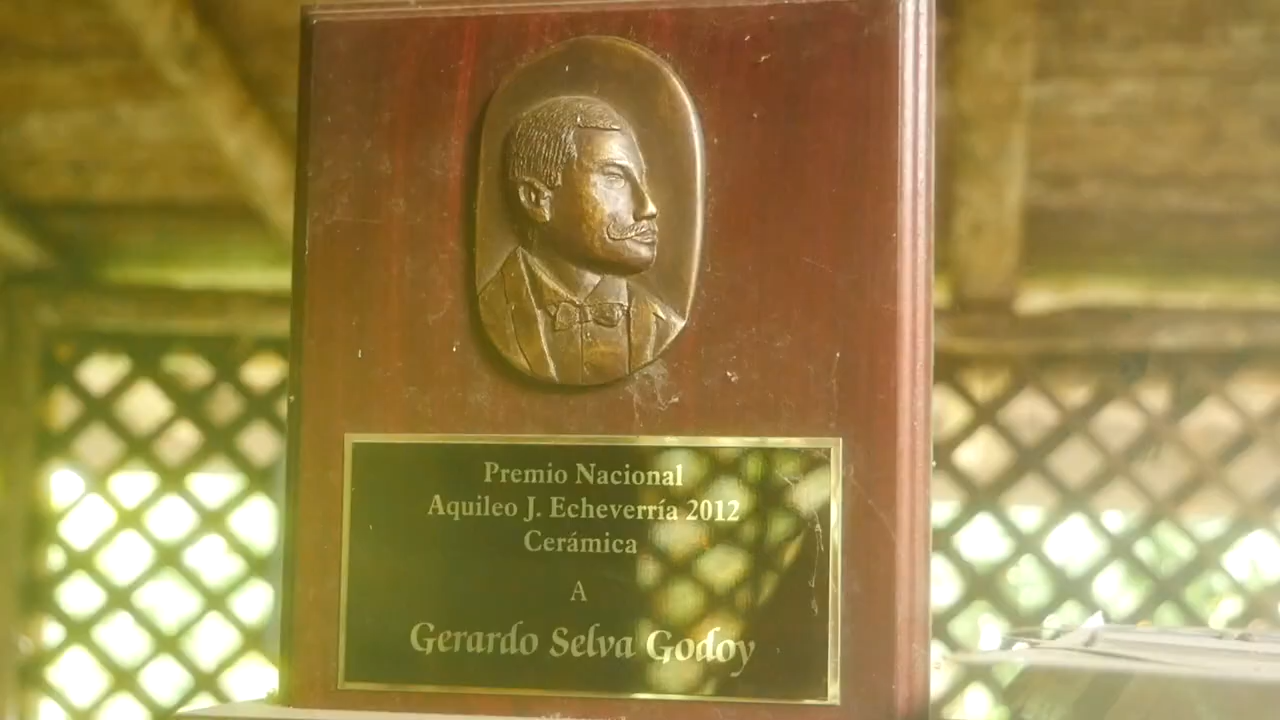 Premio Nacional
Aquileo J. Echeverría 2012
Cerámica
A
Gerardo Selva Godoy